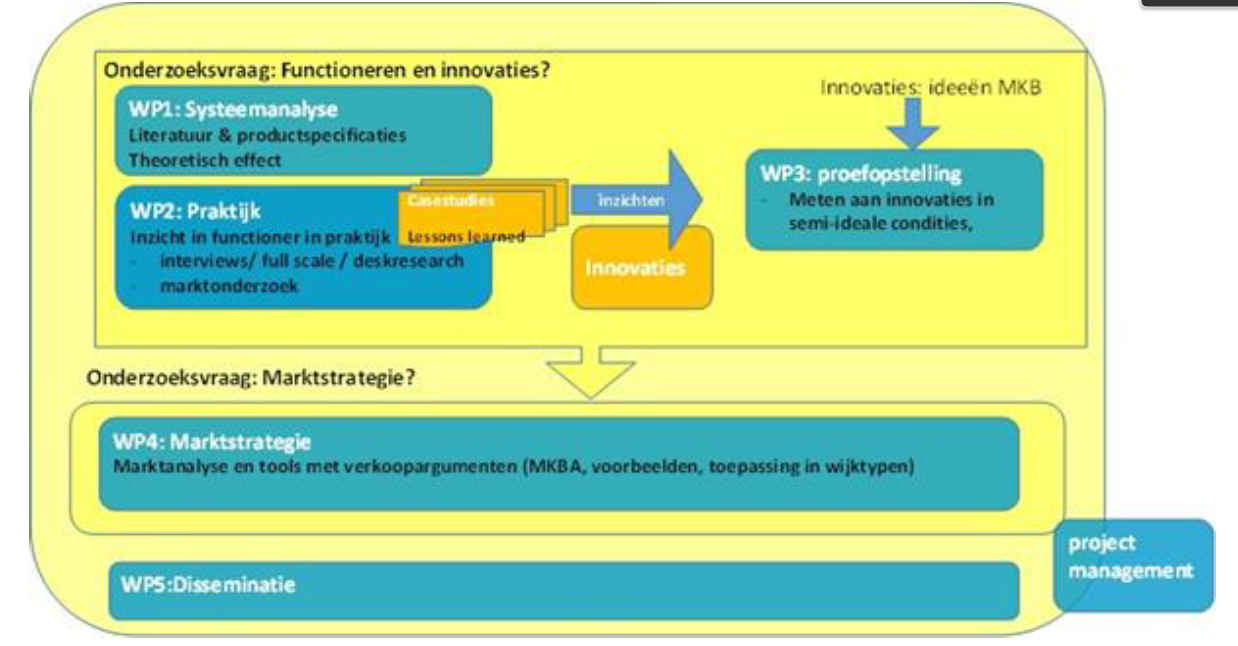 Onderzoeksvraag: Functioneren en innovaties?
WP1: Systeemanalyse
Literatuur & productspecificaties
Theoretisch effect
WP2: Praktijk
Inzicht in functioner in praktijk
- interviews/ full scale / deskresearch
- marktonderzoek
Casestudies
Lessons learned
Inzichten
Innovaties
Innovaties: ideeën MKB
WP3: proefopstelling
- Meten aan innovaties in
semi-ideale condities,
Onderzoeksvraag: Marktstrategie?
WP4: Marktstrategie
Marktanalyse en tools met verkoopargumenten (MKBA, voorbeelden, toepassing in wijktypen)
WP5:Disseminatie
project
management